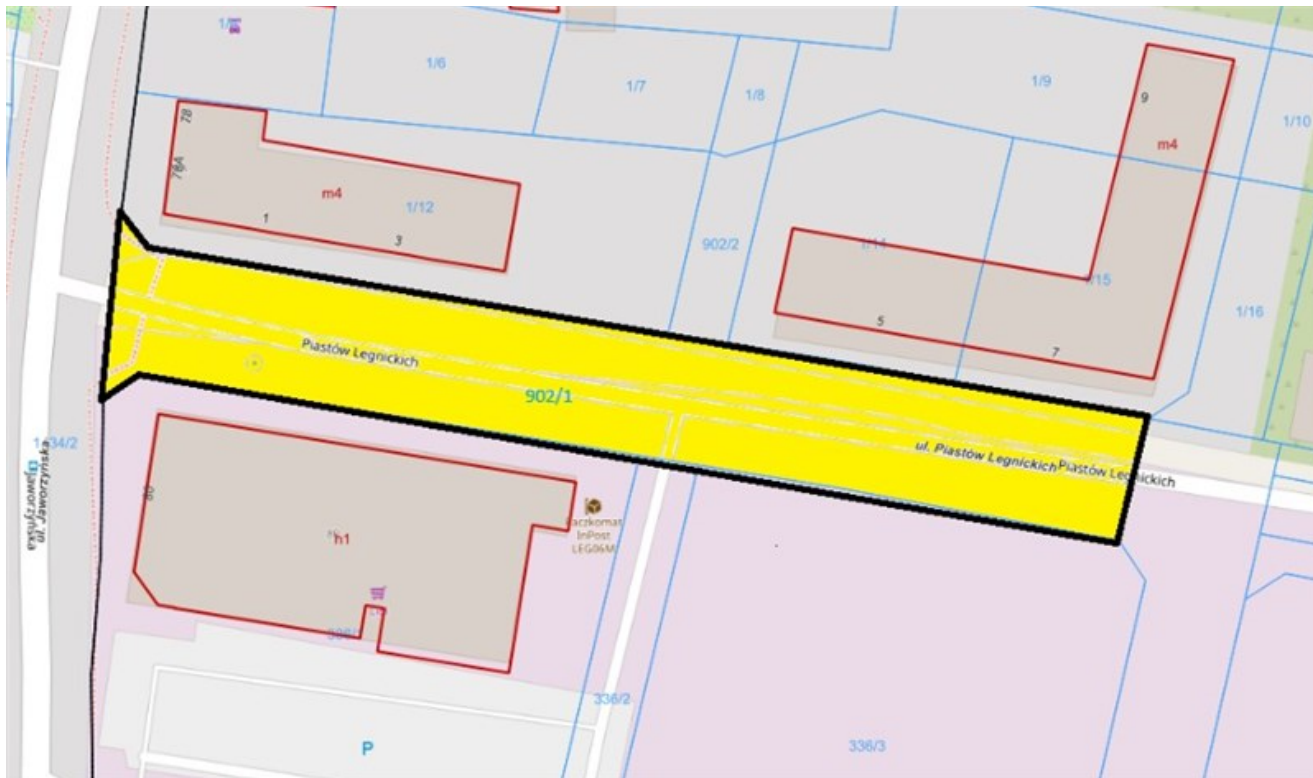 1/6
1/7
1/8
1/9
9
m4
1/10
78
m4
1/12
1
3
902/2
1/14
1/15
1/16
5
7
Piastów Legnickich
902/1
ul. Piastów Legnickich
Piastów Legnickich
ul. Jaworzyńska
Jaworzyńska
h1
InPost
LEG06M
336/2
336/3
P